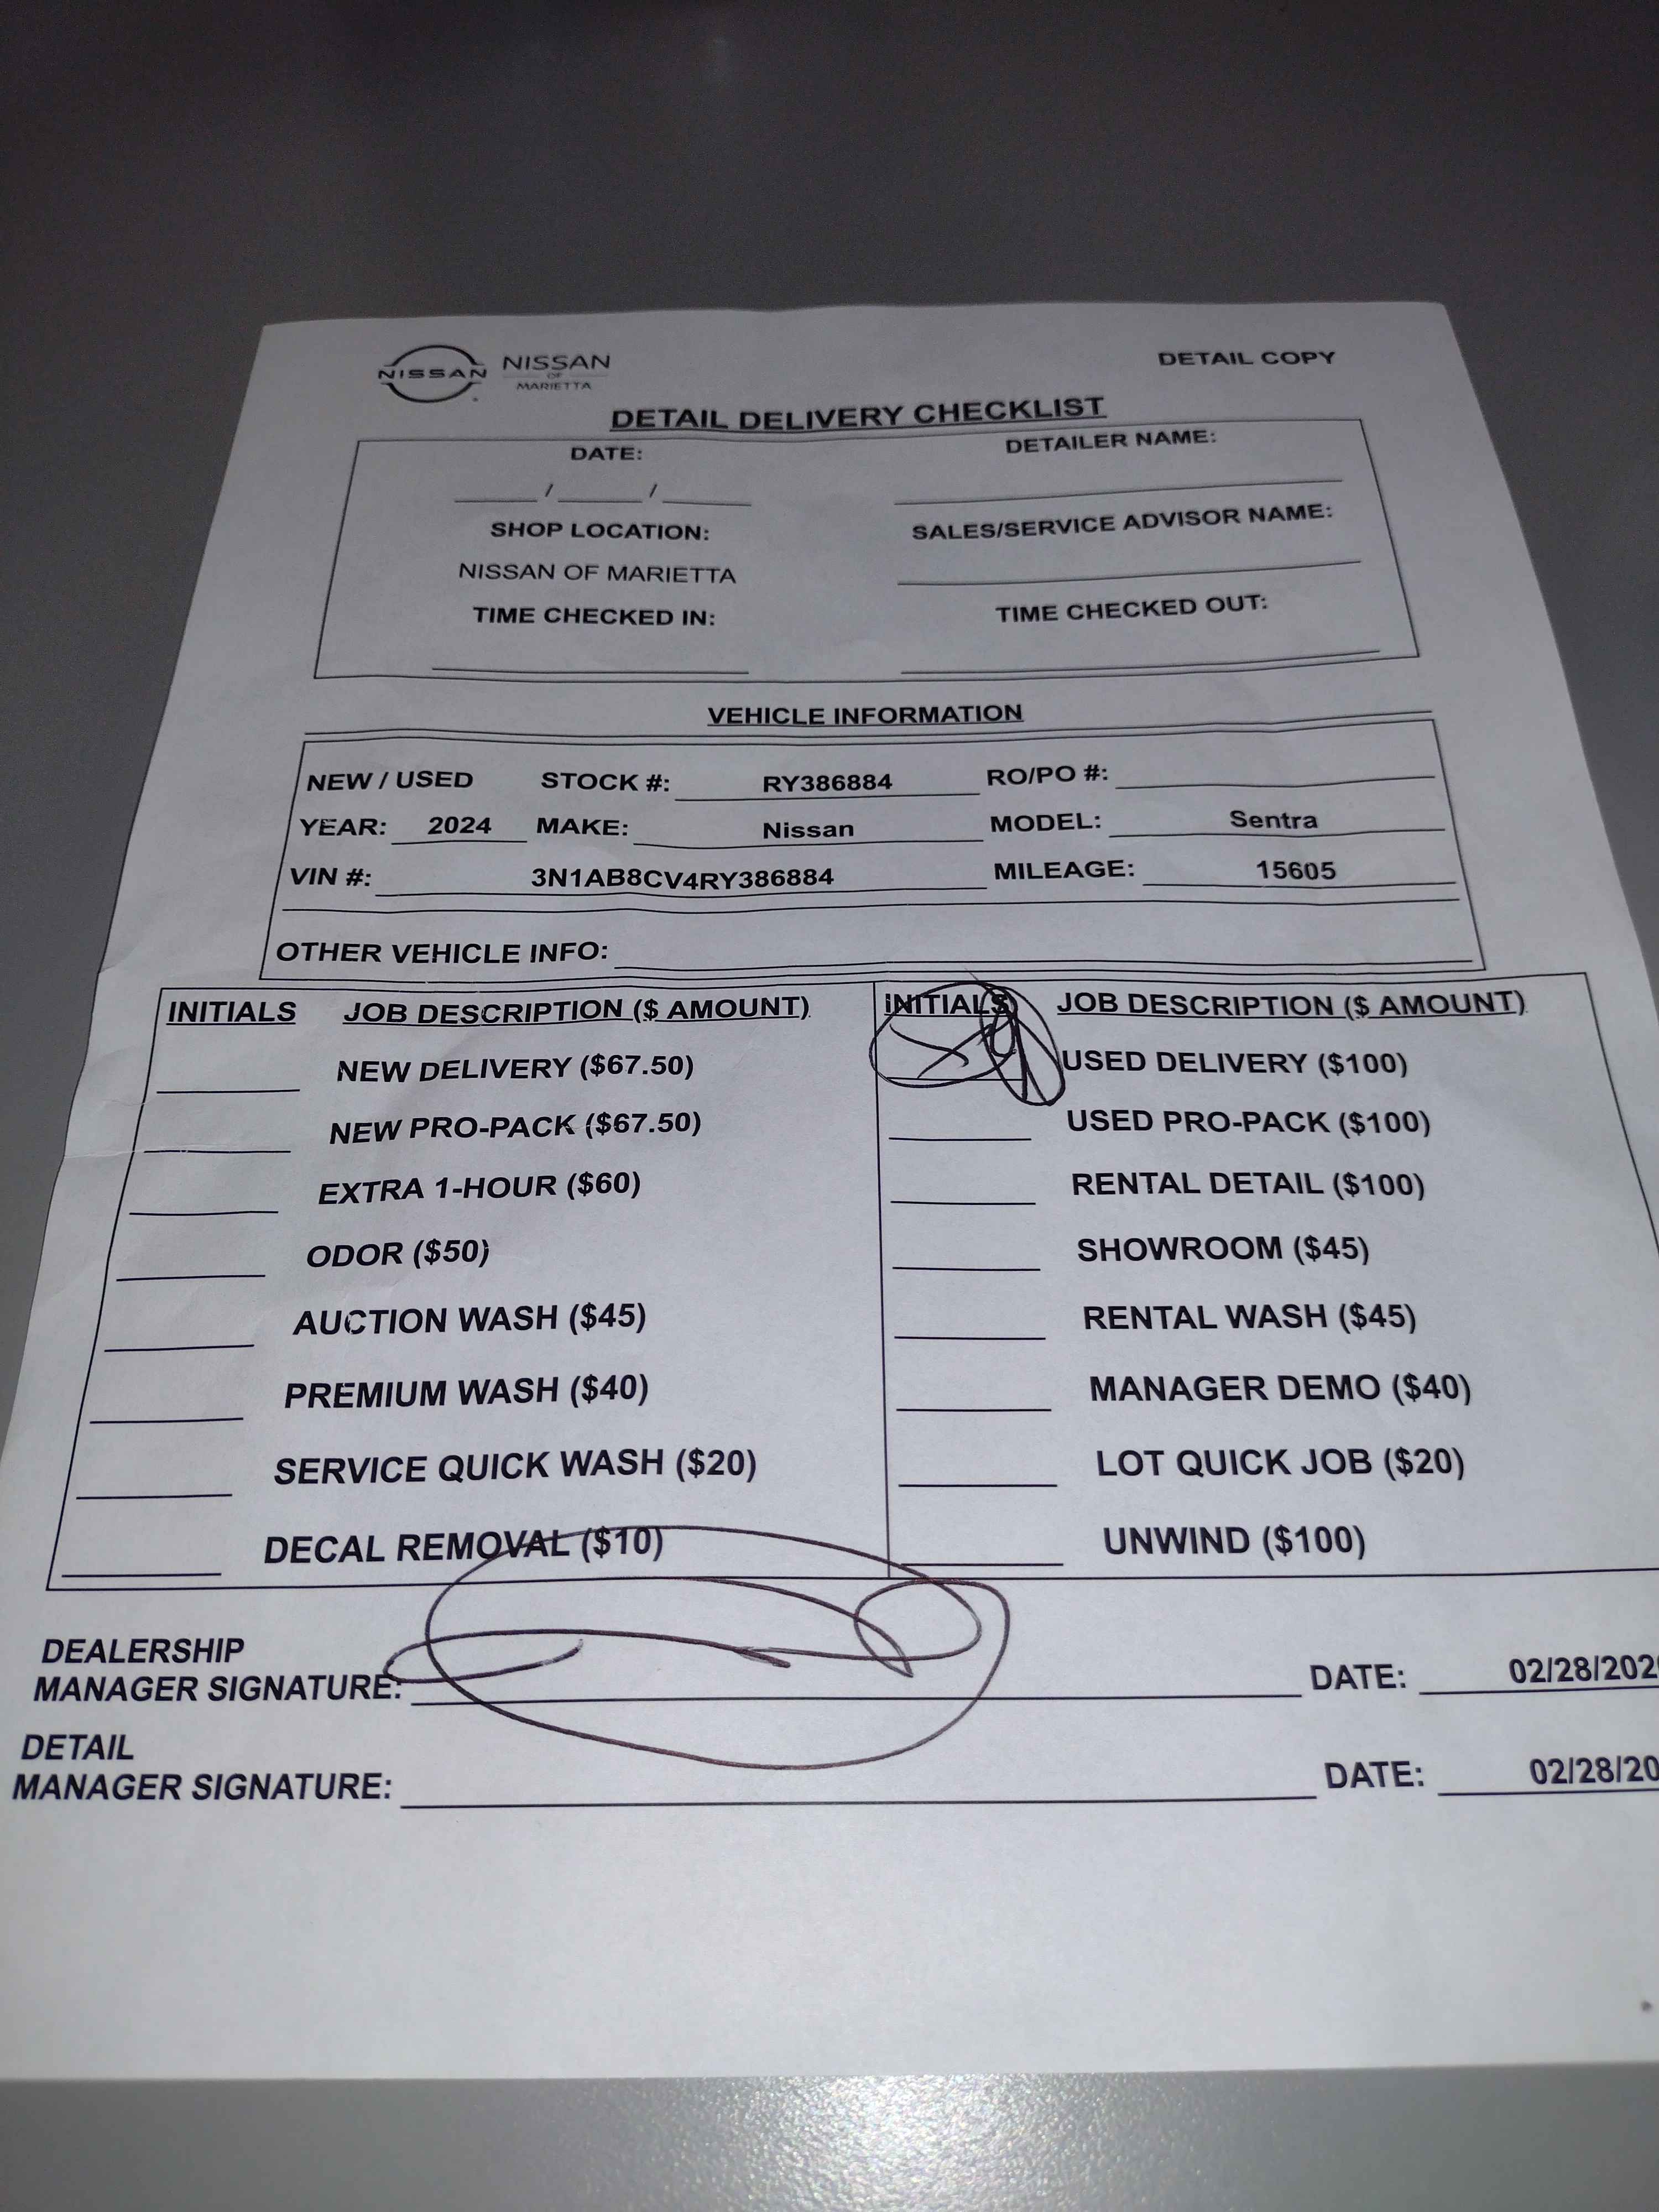 NISSAN NISSAN OF MARIETTA DETAIL COPY
DETAIL DELIVERY CHECKLIST
DATE: DETAILER NAME:
/ /
SHOP LOCATION: SALES/SERVICE ADVISOR NAME:
NISSAN OF MARIETTA
TIME CHECKED IN: TIME CHECKED OUT:
VEHICLE INFORMATION
NEW / USED STOCK #: RY386884 RO/PO #:
YEAR: 2024 MAKE: Nissan MODEL: Sentra
VIN #: 3N1AB8CV4RY386884 MILEAGE: 15605
OTHER VEHICLE INFO:
INITIALS JOB DESCRIPTION ($ AMOUNT) INITIALS JOB DESCRIPTION ($ AMOUNT)
NEW DELIVERY ($67.50) USED DELIVERY ($100)
NEW PRO-PACK ($67.50) USED PRO-PACK ($100)
EXTRA 1-HOUR ($60) RENTAL DETAIL ($100)
ODOR ($50) SHOWROOM ($45)
AUCTION WASH ($45) RENTAL WASH ($45)
PREMIUM WASH ($40) MANAGER DEMO ($40)
SERVICE QUICK WASH ($20) LOT QUICK JOB ($20)
DECAL REMOVAL ($10) UNWIND ($100)
DEALERSHIP
MANAGER SIGNATURE: DATE: 02/28/202
DETAIL
MANAGER SIGNATURE: DATE: 02/28/20